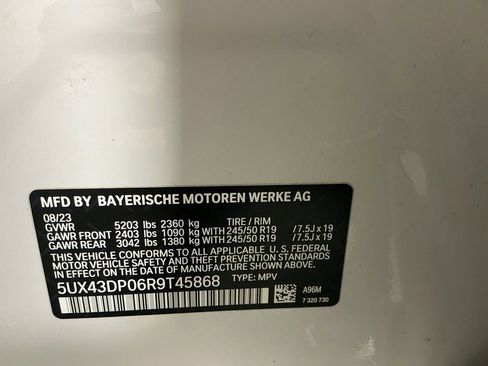 MFD BY BAYERISCHE MOTOREN WERKE AG
08/23
GVWR 5203 lbs 2360 kg TIRE / RIM
GAWR FRONT 2403 lbs 1090 kg WITH 245/50 R19 / 7.5J x 19
GAWR REAR 3042 lbs 1380 kg WITH 245/50 R19 / 7.5J x 19
THIS VEHICLE CONFORMS TO ALL APPLICABLE U. S. FEDERAL
MOTOR VEHICLE SAFETY AND THEFT PREVENTION STANDARDS
IN EFFECT ON THE DATE OF MANUFACTURE SHOWN ABOVE.
5UX43DP06R9T45868 TYPE: MPV
A96M
7 320 730